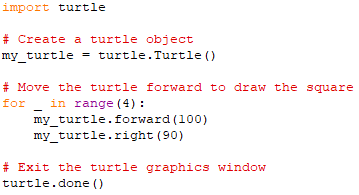 import turtle
# Create a turtle object
my_turtle = turtle.Turtle()
# Move the turtle forward to draw the square
for _ in range(4):
    my_turtle.forward(100)
    my_turtle.right(90)
# Exit the turtle graphics window
turtle.done()